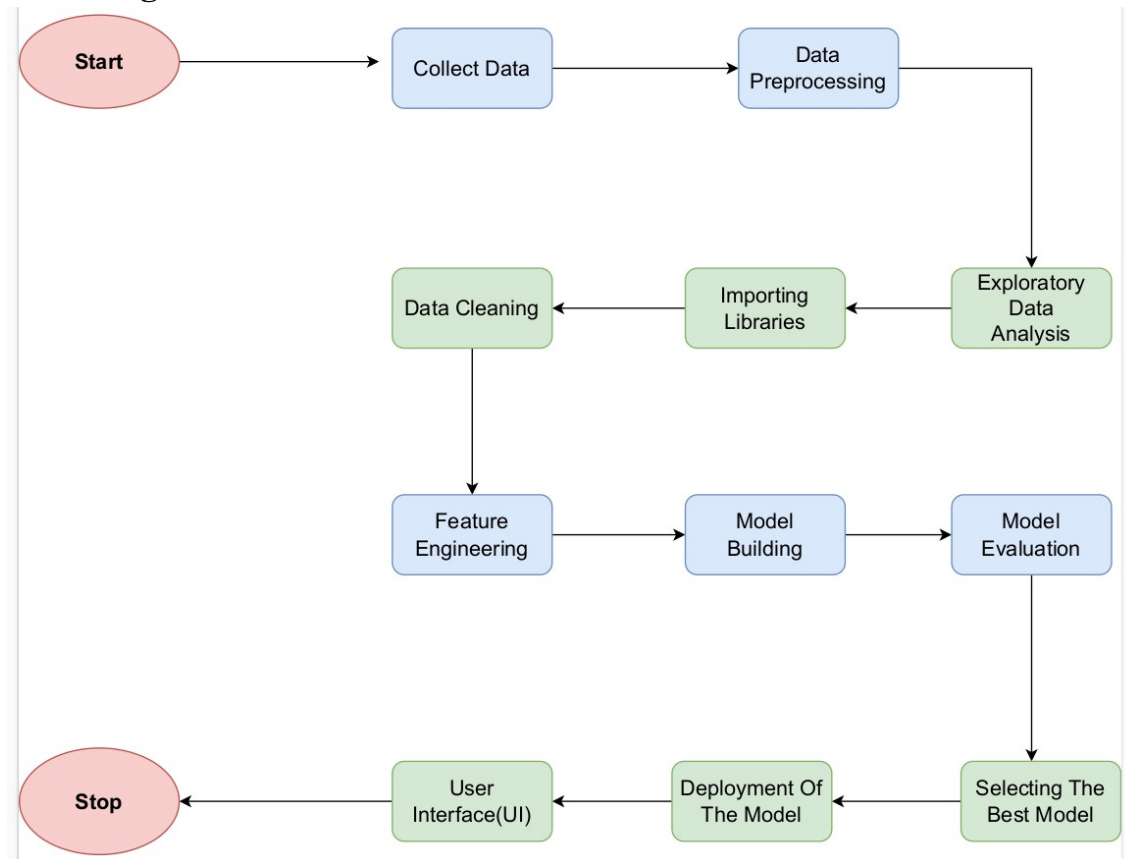 Start
Collect Data
Data
Preprocessing
Exploratory
Data
Analysis
Importing
Libraries
Data Cleaning
Feature
Engineering
Model
Building
Model
Evaluation
Selecting The
Best Model
Deployment Of
The Model
User
Interface(UI)
Stop